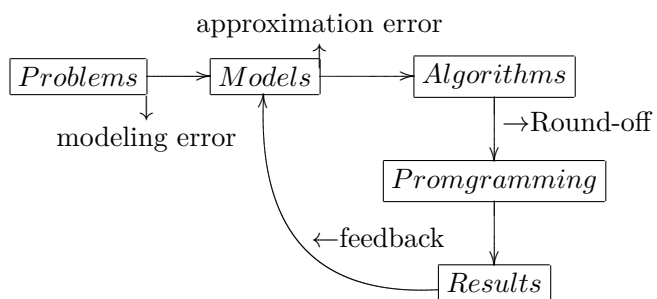 approximation error
Problems
Models
Algorithms
modeling error
→Round-off
Promgramming
←feedback
Results